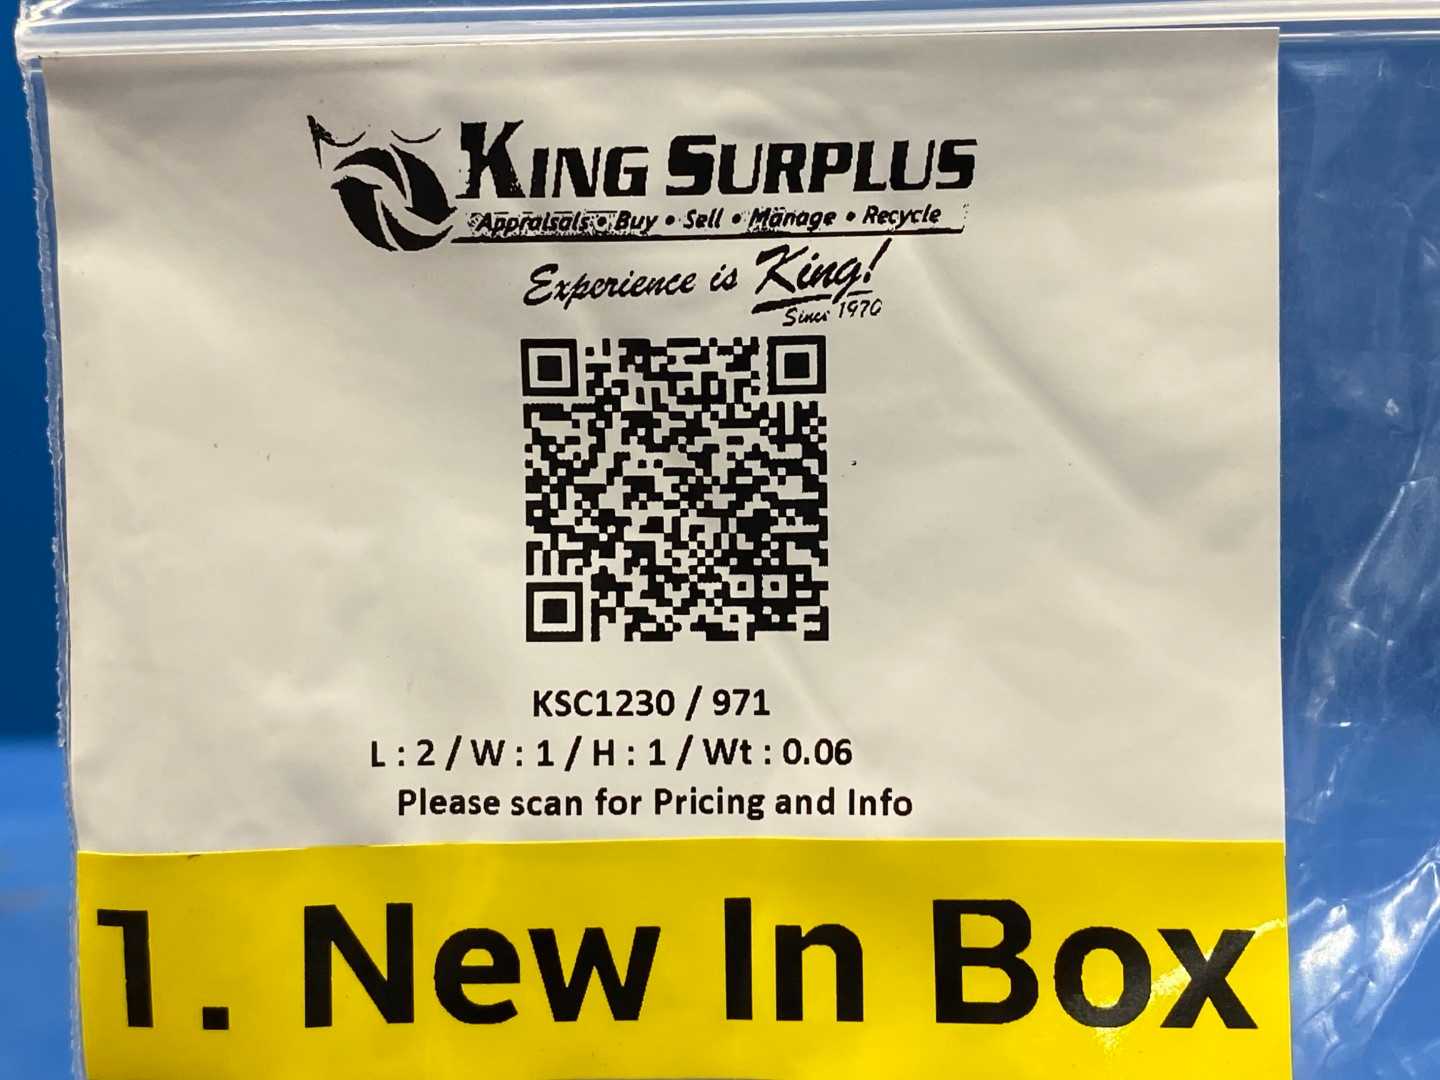 KING SURPLUS
Appraisals • Buy • Sell • Manage • Recycle
Experience is King!
Since 1970
KSC1230 / 971
L : 2 / W : 1 / H : 1 / Wt : 0.06
Please scan for Pricing and Info
1. New In Box